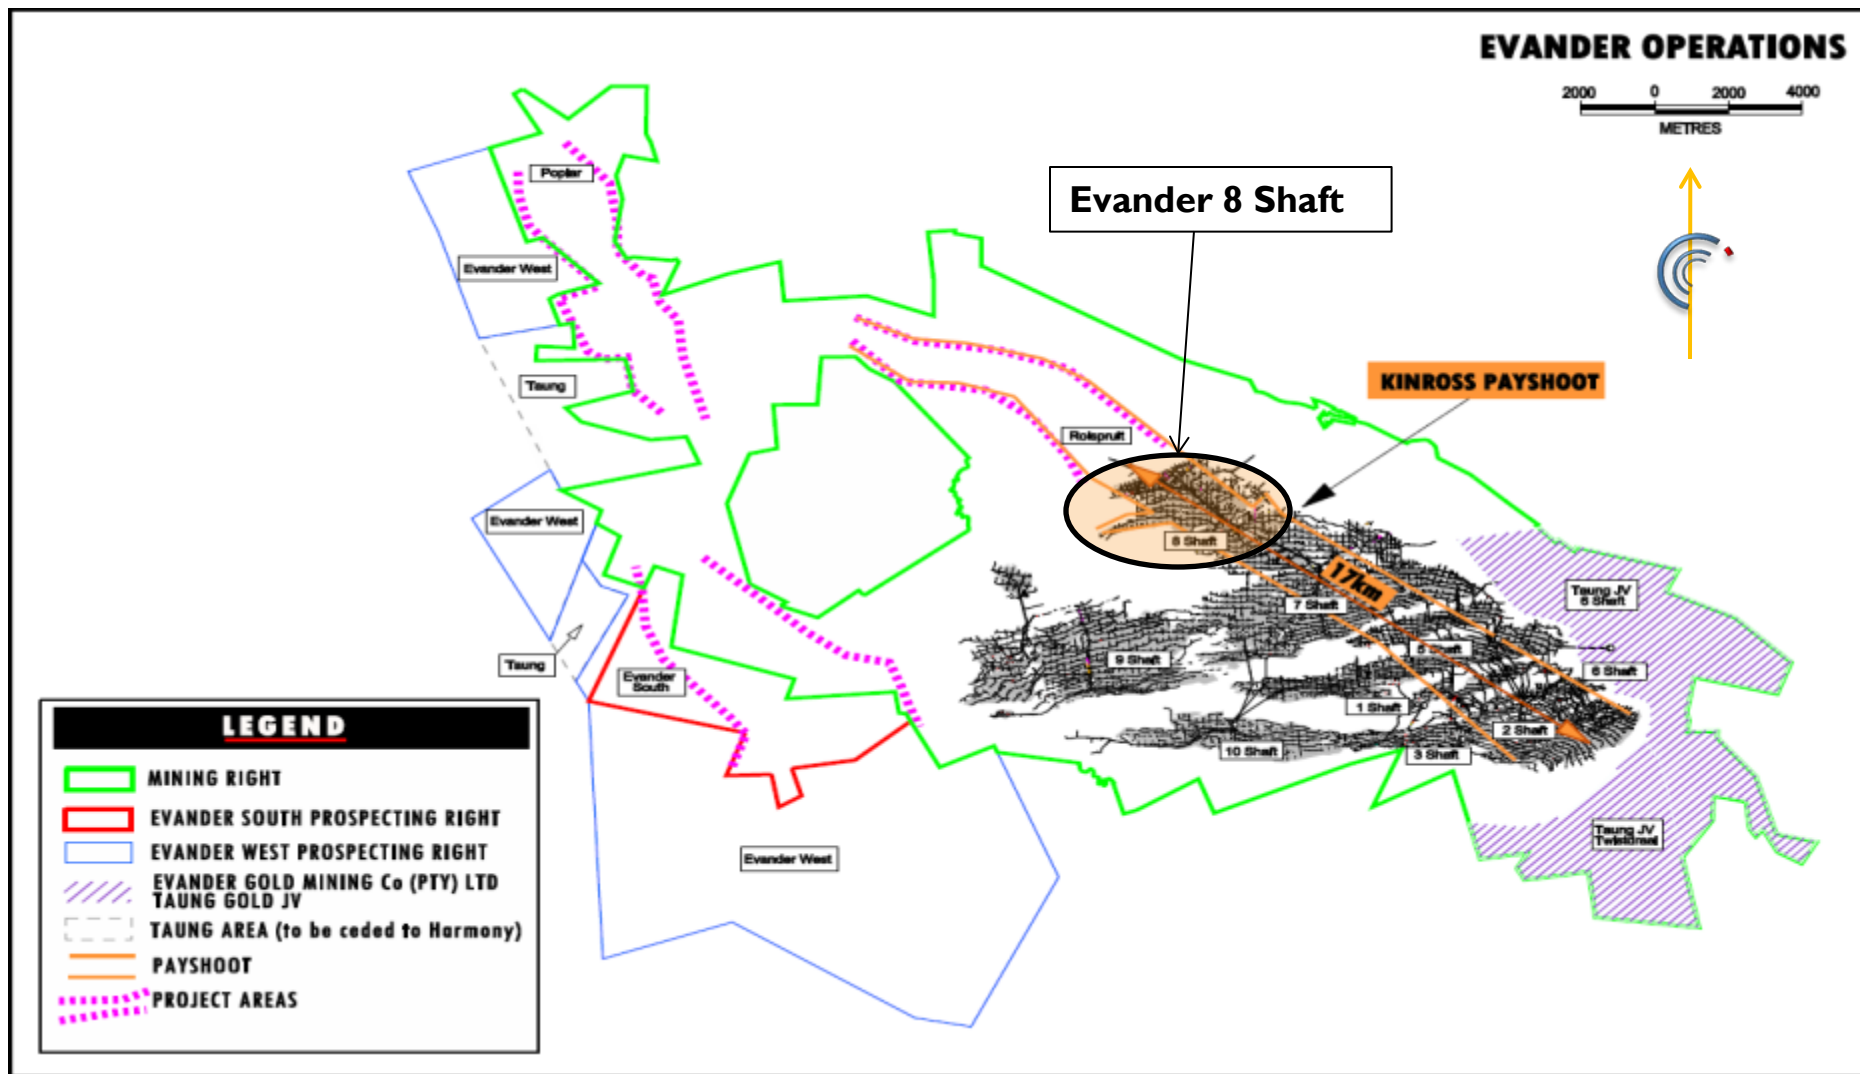 EVANDER OPERATIONS
2000 0 2000 4000
METRES
Evander 8 Shaft
Poplar
Evander West
KINROSS PAYSHOOT
Taung
Rolspruit
Evander West
8 Shaft
17km
Taung JV
6 Shaft
7 Shaft
5 Shaft
9 Shaft
Taung
Evander
South
6 Shaft
1 Shaft
2 Shaft
10 Shaft
3 Shaft
Taung JV
Evander West
LEGEND
MINING RIGHT
EVANDER SOUTH PROSPECTING RIGHT
EVANDER WEST PROSPECTING RIGHT
EVANDER GOLD MINING Co (PTY) LTD
TAUNG GOLD JV
TAUNG AREA (to be ceded to Harmony)
PAYSHOOT
PROJECT AREAS